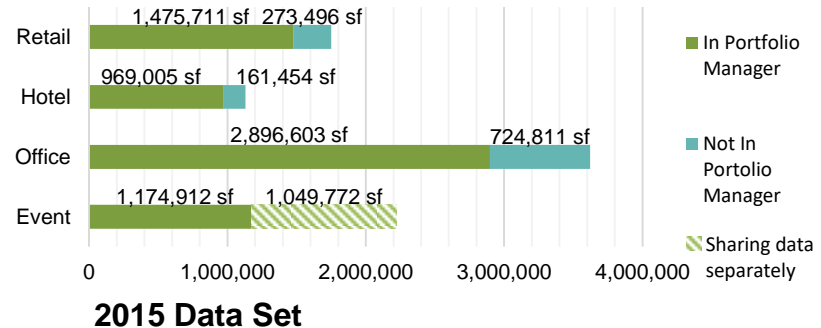 1,475,711 sf 273,496 sf
Retail
969,005 sf 161,454 sf
Hotel
2,896,603 sf 724,811 sf
Office
1,174,912 sf 1,049,772 sf
Event
0 1,000,000 2,000,000 3,000,000 4,000,000
In Portfolio
Manager
Not In
Portolio
Manager
Sharing data
separately
2015 Data Set